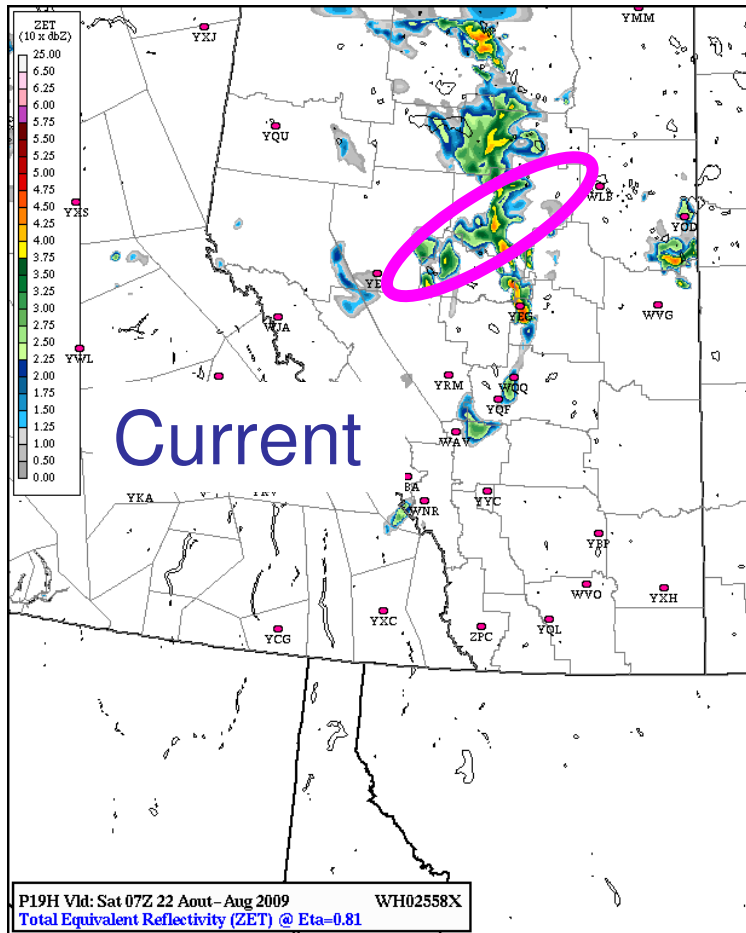 ZET
(10 x dbZ)
25.00
6.50
6.25
6.00
5.75
5.50
5.25
5.00
4.75
4.50
4.25
4.00
3.75
3.50
3.25
3.00
2.75
2.50
2.25
2.00
1.75
1.50
1.25
1.00
0.50
0.00
YXJ
YMM
YQU
YXS
WLB
YOD
WJA
YEG
WVG
YWL
YRM
WQQ
YQF
WAV
Current
BA
YKA
WNR
YYC
YBP
WVO
YXH
YXC
YQL
YCG
ZPC
P19H Vld: Sat 07Z 22 Aout-Aug 2009 WH02558X
Total Equivalent Reflectivity (ZET) @ Eta=0.81